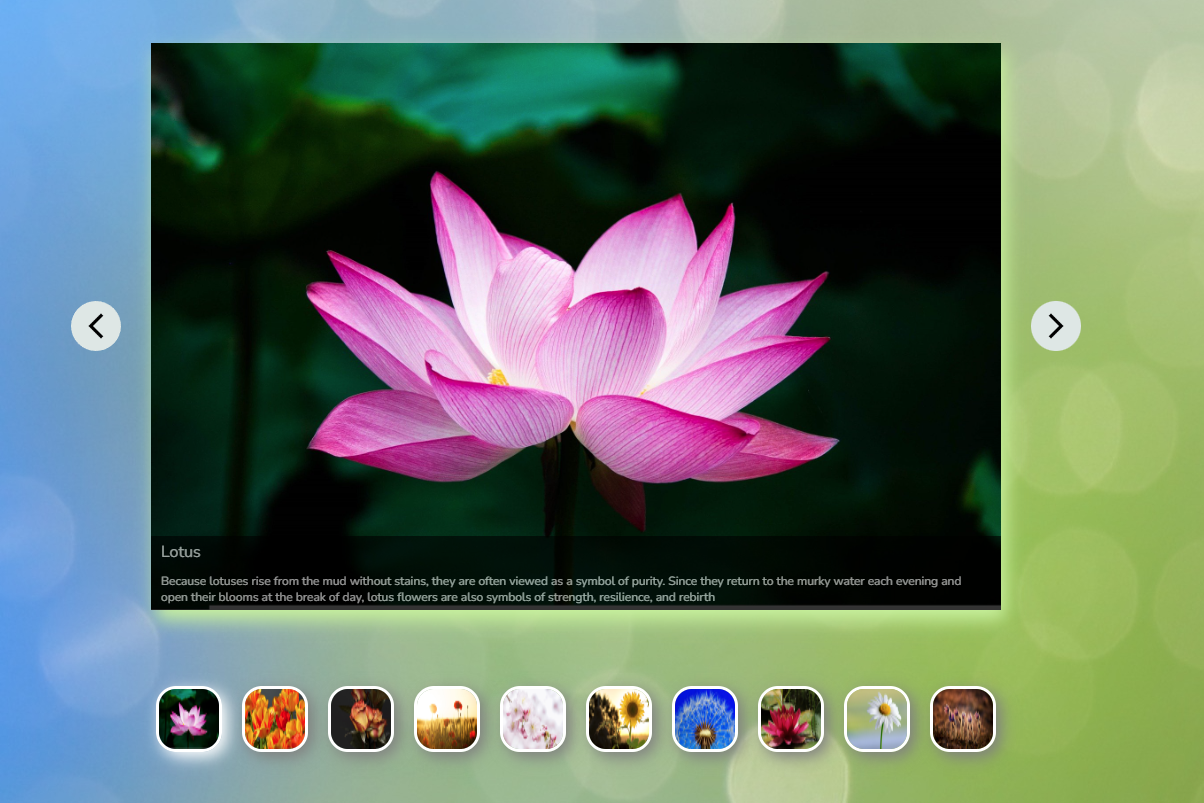 Lotus
Because lotuses rise from the mud without stains, they are often viewed as a symbol of purity. Since they return to the murky water each evening and
open their blooms at the break of day, lotus flowers are also symbols of strength, resilience, and rebirth